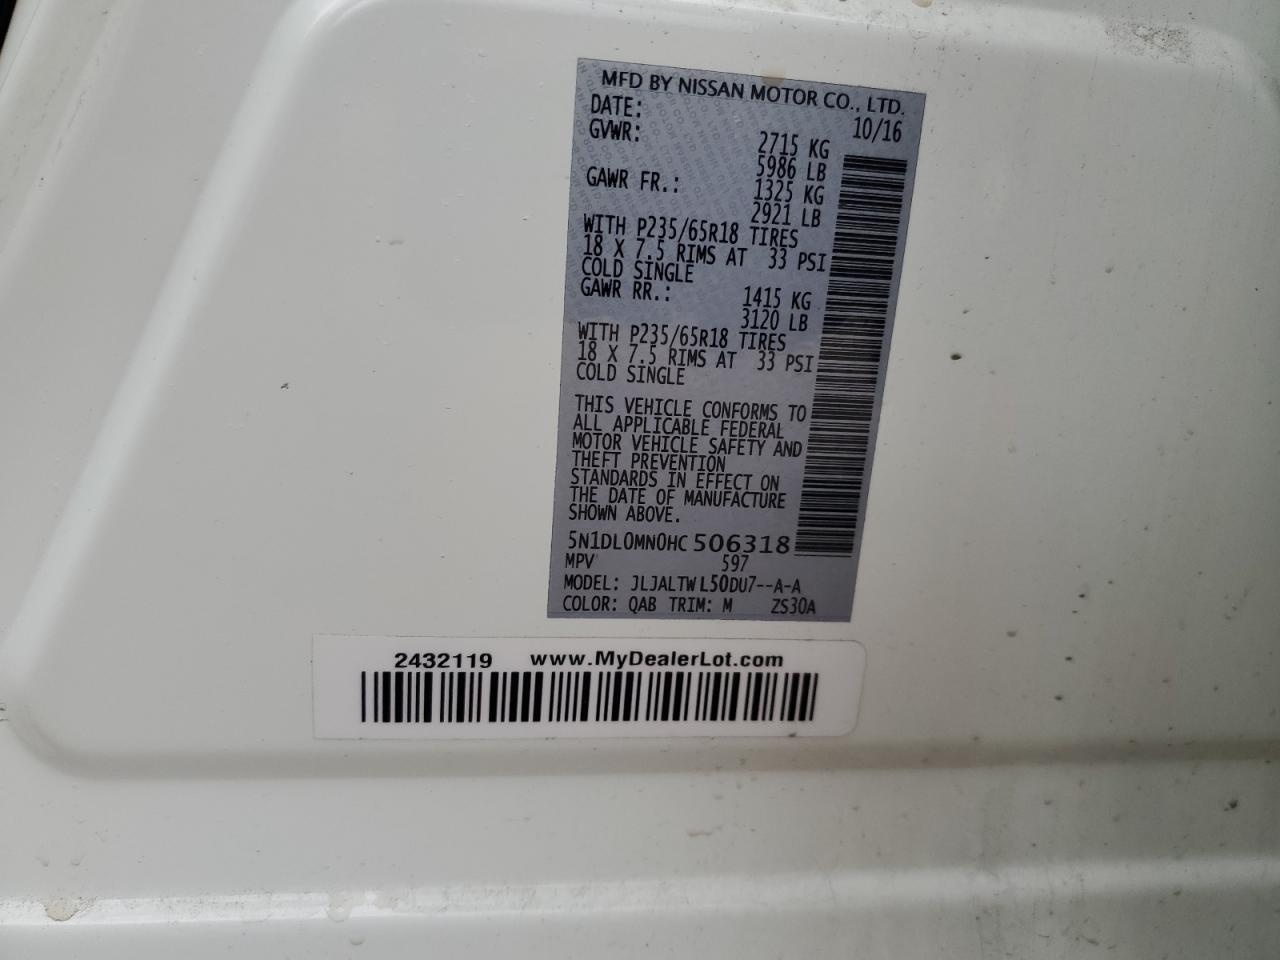 MFD BY NISSAN MOTOR CO., LTD.
DATE: 10/16
GVWR: 2715 KG
5986 LB
GAWR FR.: 1325 KG
2921 LB
WITH P235/65R18 TIRES
18 X 7.5 RIMS AT 33 PSI
COLD SINGLE
GAWR RR.: 1415 KG
3120 LB
WITH P235/65R18 TIRES
18 X 7.5 RIMS AT 33 PSI
COLD SINGLE
THIS VEHICLE CONFORMS TO
ALL APPLICABLE FEDERAL
MOTOR VEHICLE SAFETY AND
THEFT PREVENTION
STANDARDS IN EFFECT ON
THE DATE OF MANUFACTURE
SHOWN ABOVE.
5N1DL0MN0HC 506318
MPV 597
MODEL: JLJALTW L50DU7--A-A
COLOR: QAB TRIM: M ZS30A
2432119 www.MyDealerLot.com